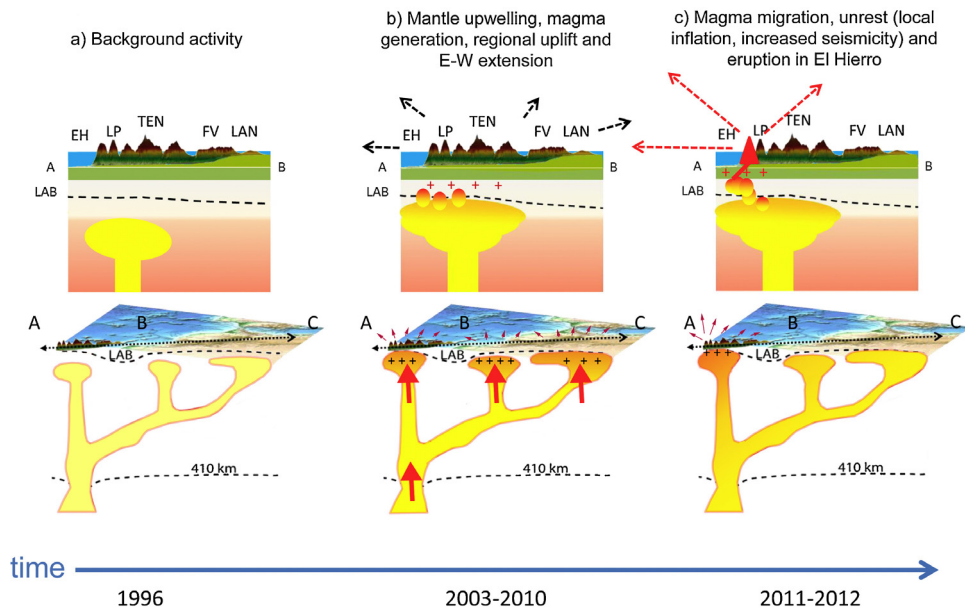 a) Background activity
b) Mantle upwelling, magma
generation, regional uplift and
E-W extension
c) Magma migration, unrest (local
inflation, increased seismicity) and
eruption in El Hierro
EH LP TEN FV LAN
A B
LAB
EH LP TEN FV LAN
A B
LAB
+ + + +
EH LP TEN FV LAN
A B
LAB
+ + + +
A B C
LAB
410 km
A B C
LAB
+ + + + + + + + + +
410 km
A B C
LAB
+ + +
410 km
time
1996 2003-2010 2011-2012